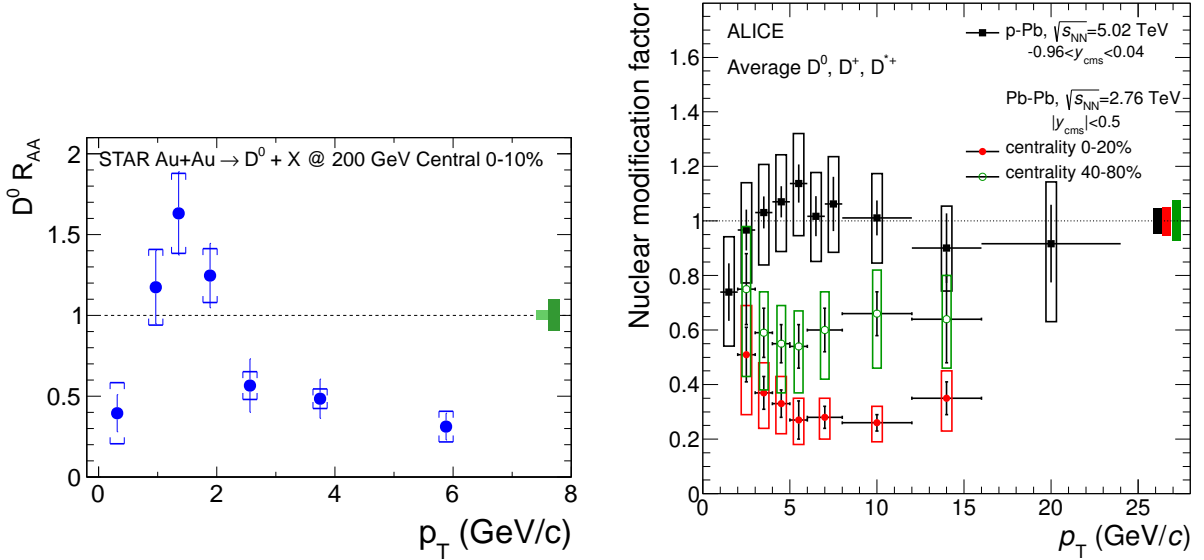 D⁰ R_AA
2
1.5
1
0.5
0
STAR Au+Au → D⁰ + X @ 200 GeV Central 0-10%
0 2 4 6 8
p_T (GeV/c)
Nuclear modification factor
1.6
1.4
1.2
1
0.8
0.6
0.4
0.2
0
ALICE
Average D⁰, D⁺, D*⁺
p-Pb, √s_NN=5.02 TeV
-0.96<y_cms<0.04
Pb-Pb, √s_NN=2.76 TeV
|y_cms|<0.5
centrality 0-20%
centrality 40-80%
0 5 10 15 20 25
p_T (GeV/c)